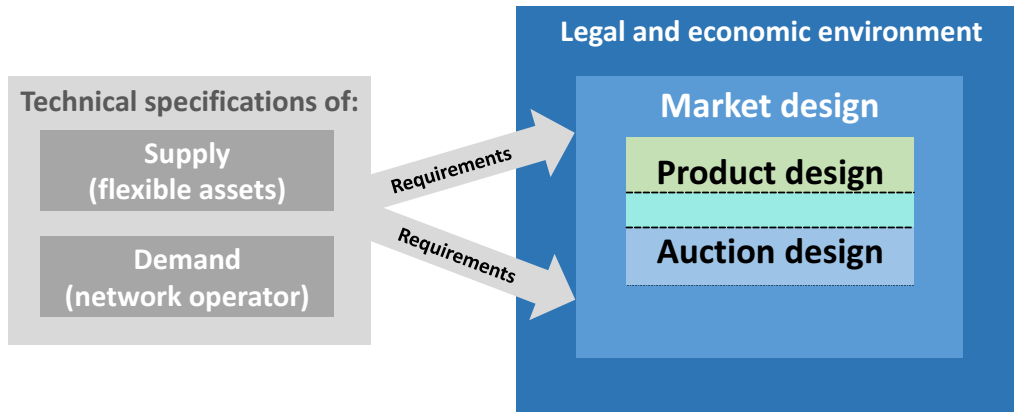 Technical specifications of:
Supply
(flexible assets)
Demand
(network operator)
Requirements
Requirements
Legal and economic environment
Market design
Product design
Auction design